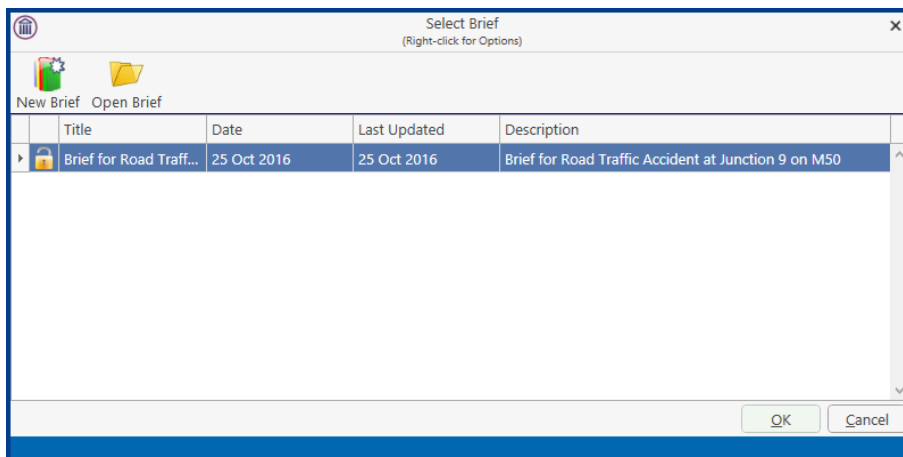 Select Brief
(Right-click for Options)
New Brief Open Brief
Title Date Last Updated Description
Brief for Road Traff... 25 Oct 2016 25 Oct 2016 Brief for Road Traffic Accident at Junction 9 on M50
OK Cancel